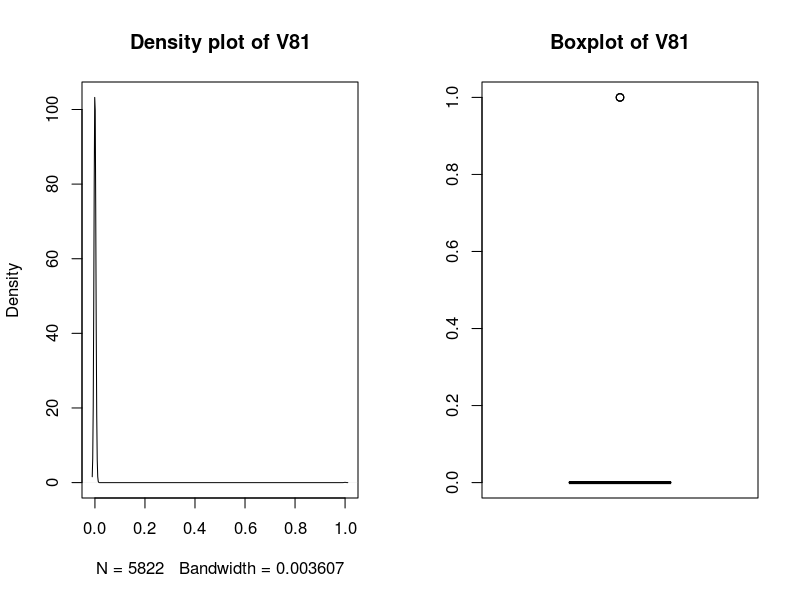 Density plot of V81
Density
0
20
40
60
80
100
0.0 0.2 0.4 0.6 0.8 1.0
N = 5822 Bandwidth = 0.003607
Boxplot of V81
0.0
0.2
0.4
0.6
0.8
1.0